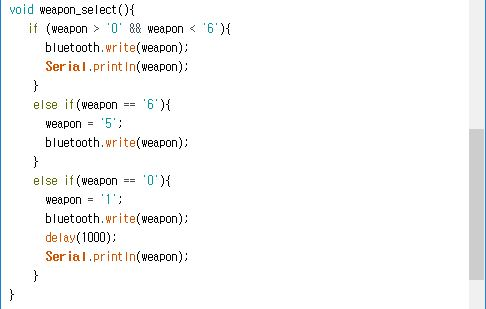 void weapon_select(){
if (weapon > '0' && weapon < '6'){
bluetooth.write(weapon);
Serial.println(weapon);
}
else if(weapon == '6'){
weapon = '5';
bluetooth.write(weapon);
}
else if(weapon == '0'){
weapon = '1';
bluetooth.write(weapon);
delay(1000);
Serial.println(weapon);
}
}